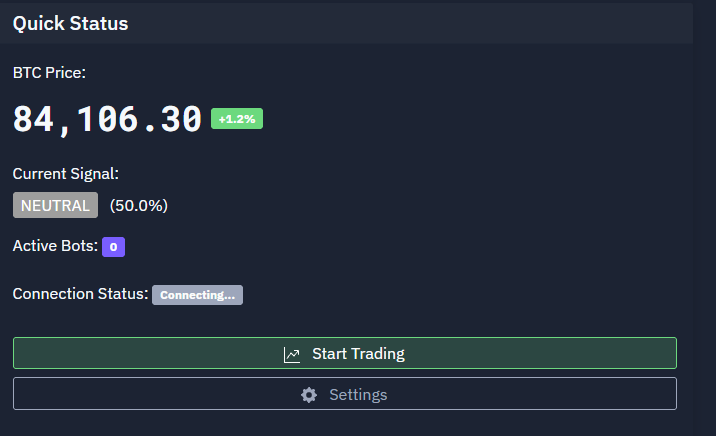 Quick Status
BTC Price:
84,106.30 +1.2%
Current Signal:
NEUTRAL (50.0%)
Active Bots: 0
Connection Status: Connecting...
Start Trading
Settings